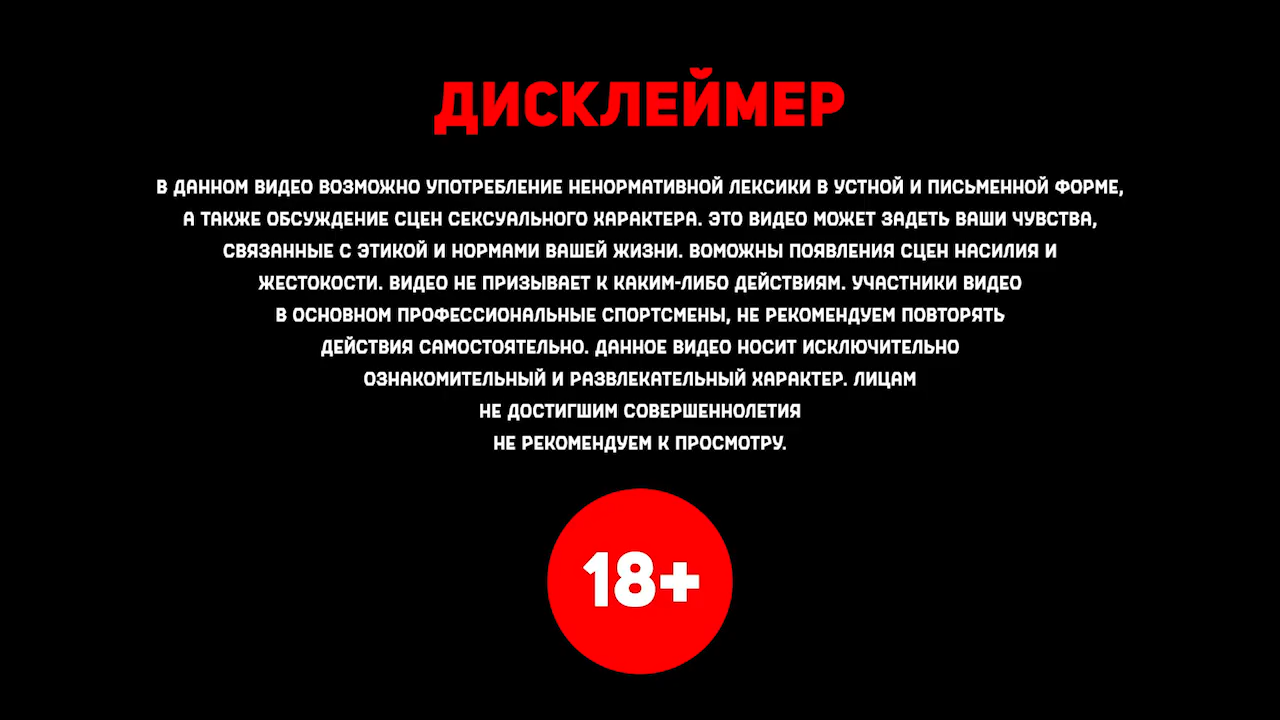 ДИСКЛЕЙМЕР
В ДАННОМ ВИДЕО ВОЗМОЖНО УПОТРЕБЛЕНИЕ НЕНОРМАТИВНОЙ ЛЕКСИКИ В УСТНОЙ И ПИСЬМЕННОЙ ФОРМЕ,
А ТАКЖЕ ОБСУЖДЕНИЕ СЦЕН СЕКСУАЛЬНОГО ХАРАКТЕРА. ЭТО ВИДЕО МОЖЕТ ЗАДЕТЬ ВАШИ ЧУВСТВА,
СВЯЗАННЫЕ С ЭТИКОЙ И НОРМАМИ ВАШЕЙ ЖИЗНИ. ВОМОЖНЫ ПОЯВЛЕНИЯ СЦЕН НАСИЛИЯ И
ЖЕСТОКОСТИ. ВИДЕО НЕ ПРИЗЫВАЕТ К КАКИМ-ЛИБО ДЕЙСТВИЯМ. УЧАСТНИКИ ВИДЕО
В ОСНОВНОМ ПРОФЕССИОНАЛЬНЫЕ СПОРТСМЕНЫ, НЕ РЕКОМЕНДУЕМ ПОВТОРЯТЬ
ДЕЙСТВИЯ САМОСТОЯТЕЛЬНО. ДАННОЕ ВИДЕО НОСИТ ИСКЛЮЧИТЕЛЬНО
ОЗНАКОМИТЕЛЬНЫЙ И РАЗВЛЕКАТЕЛЬНЫЙ ХАРАКТЕР. ЛИЦАМ
НЕ ДОСТИГШИМ СОВЕРШЕННОЛЕТИЯ
НЕ РЕКОМЕНДУЕМ К ПРОСМОТРУ.
18+